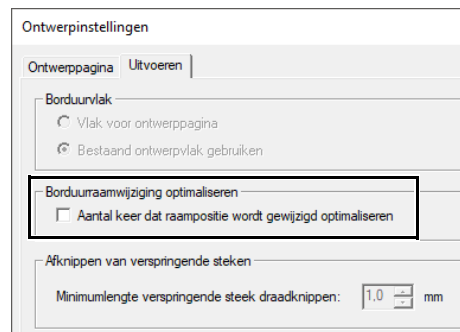 Ontwerpinstellingen
Ontwerppagina Uitvoeren
Borduurvlak
Vlak voor ontwerppagina
Bestaand ontwerpvlak gebruiken
Borduurraamwijziging optimaliseren
Aantal keer dat raampositie wordt gewijzigd optimaliseren
Afknippen van verspringende steken
Minimumlengte verspringende steek draadknippen: 1,0 mm